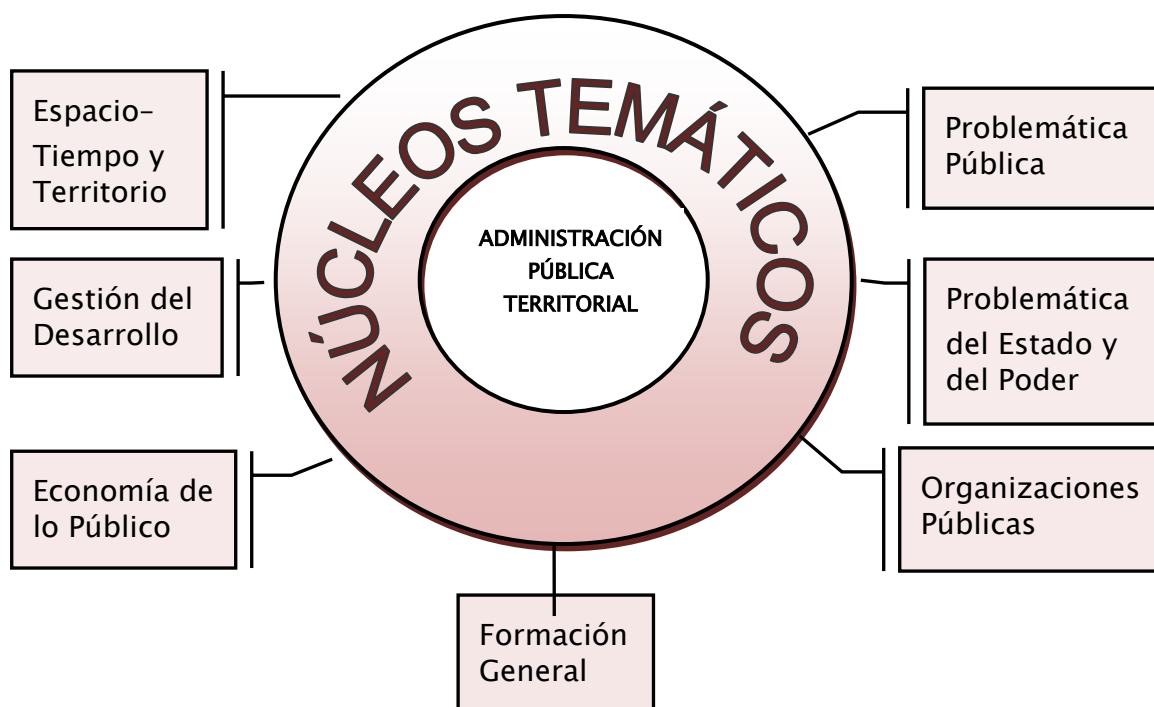 NÚCLEOS TEMÁTICOS
ADMINISTRACIÓN
PÚBLICA
TERRITORIAL
Espacio–
Tiempo y
Territorio
Gestión del
Desarrollo
Economía de
lo Público
Formación
General
Problemática
Pública
Problemática
del Estado y
del Poder
Organizaciones
Públicas